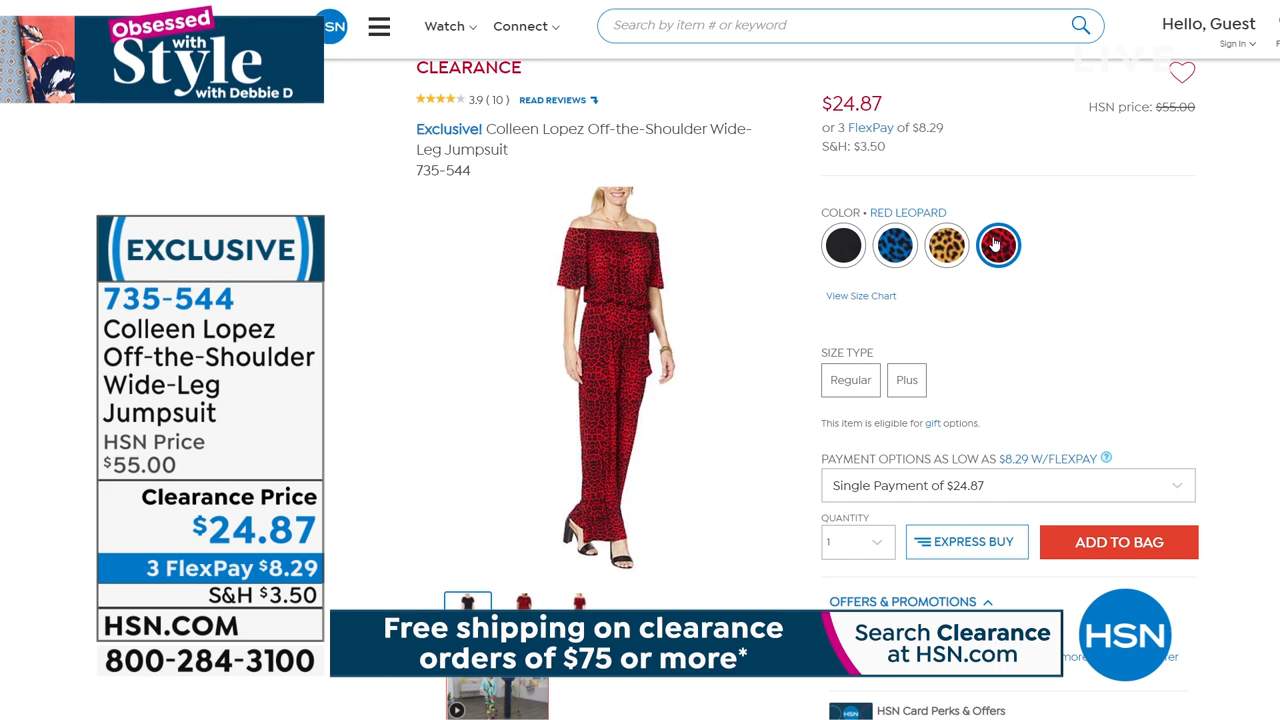 Obsessed
with
Style
with Debbie D
SN
Watch
Connect
Search by item # or keyword
Hello, Guest
Sign In
LIVE
CLEARANCE
3.9 ( 10 ) READ REVIEWS
Exclusive! Colleen Lopez Off-the-Shoulder Wide-
Leg Jumpsuit
735-544
$24.87
HSN price: $55.00
or 3 FlexPay of $8.29
S&H: $3.50
COLOR • RED LEOPARD
View Size Chart
SIZE TYPE
Regular
Plus
This item is eligible for gift options.
PAYMENT OPTIONS AS LOW AS $8.29 W/FLEXPAY ?
Single Payment of $24.87
QUANTITY
1
EXPRESS BUY
ADD TO BAG
OFFERS & PROMOTIONS
HSN Card Perks & Offers
EXCLUSIVE
735-544
Colleen Lopez
Off-the-Shoulder
Wide-Leg
Jumpsuit
HSN Price
$55.00
Clearance Price
$24.87
3 FlexPay $8.29
S&H $3.50
HSN.COM
800-284-3100
Free shipping on clearance
orders of $75 or more*
Search Clearance
at HSN.com
HSN